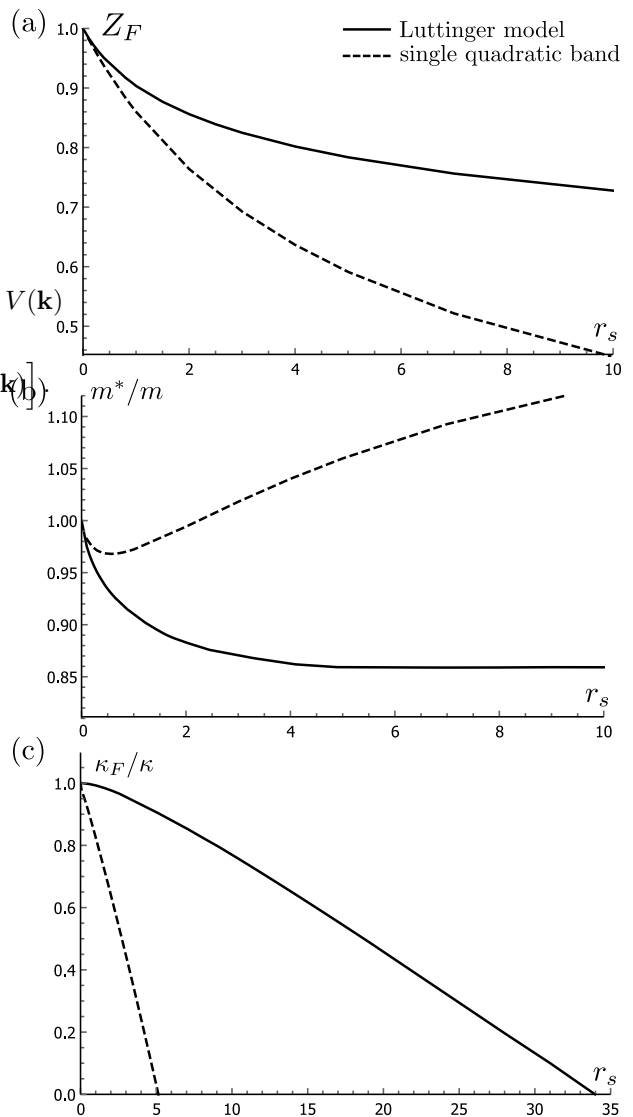 (a)
1.0
Z_F
Luttinger model
single quadratic band
0.9
0.8
0.7
0.6
V(𝐤)
0.5
r_s
0 2 4 6 8 10
𝐤)].
(b)
m*/m
1.10
1.05
1.00
0.95
0.90
0.85
r_s
0 2 4 6 8 10
(c)
κ_F/κ
1.0
0.8
0.6
0.4
0.2
0.0
r_s
0 5 10 15 20 25 30 35